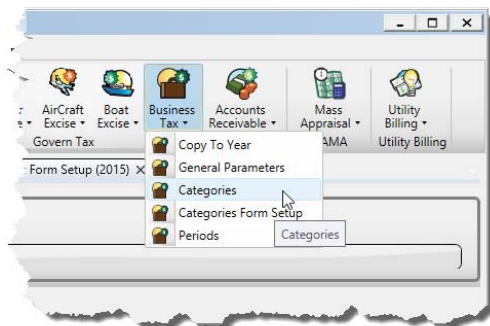 AirCraft Excise
Boat Excise
Business Tax
Accounts Receivable
Mass Appraisal
Utility Billing
Govern Tax
AMA
Utility Billing
Form Setup (2015)
Copy To Year
General Parameters
Categories
Categories Form Setup
Periods
Categories